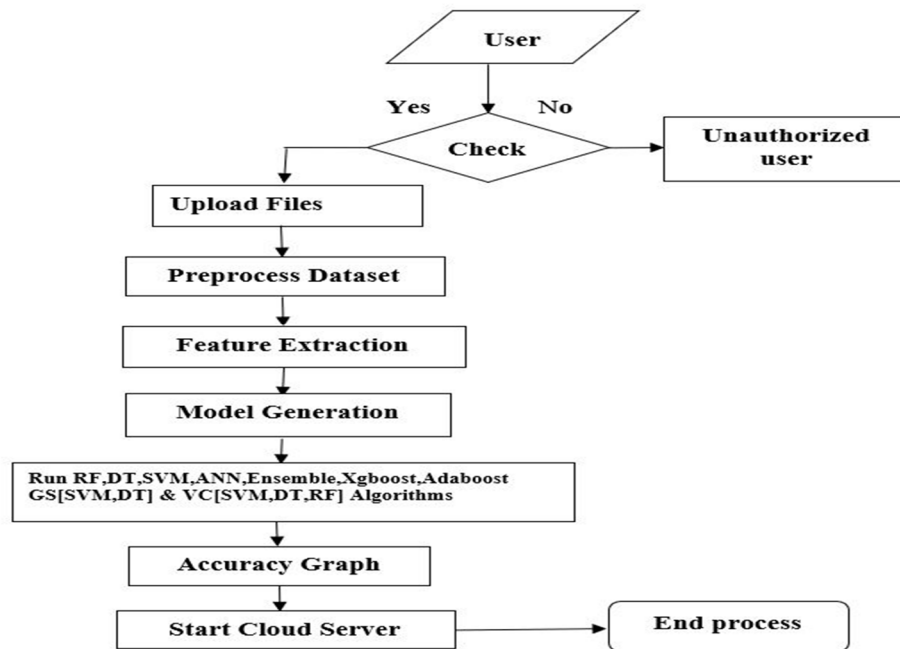 User
Yes
No
Check
Unauthorized
user
Upload Files
Preprocess Dataset
Feature Extraction
Model Generation
Run RF,DT,SVM,ANN,Ensemble,Xgboost,Adaboost
GS[SVM,DT] & VC[SVM,DT,RF] Algorithms
Accuracy Graph
Start Cloud Server
End process